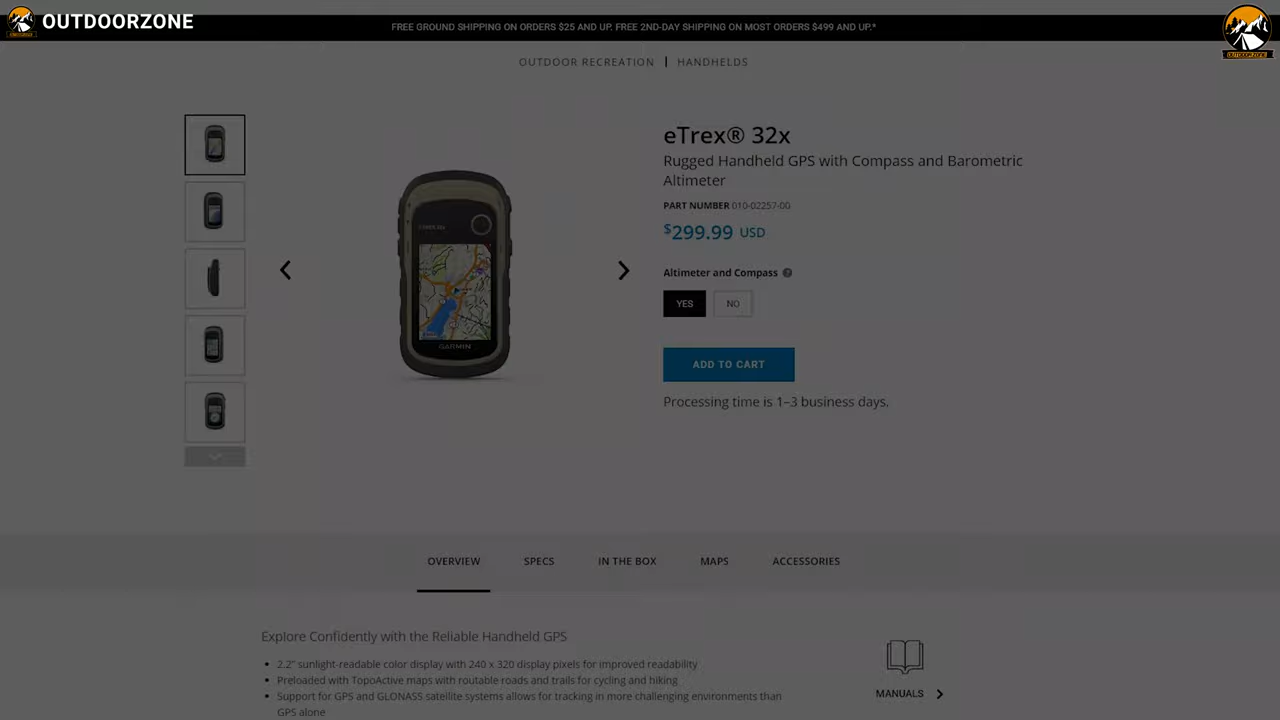 OUTDOORZONE
FREE GROUND SHIPPING ON ORDERS $25 AND UP. FREE 2ND-DAY SHIPPING ON MOST ORDERS $499 AND UP.*
OUTDOOR RECREATION | HANDHELDS
eTrex® 32x
Rugged Handheld GPS with Compass and Barometric
Altimeter
PART NUMBER 010-02257-00
$299.99 USD
Altimeter and Compass ?
YES NO
GARMIN
ADD TO CART
Processing time is 1–3 business days.
OVERVIEW SPECS IN THE BOX MAPS ACCESSORIES
Explore Confidently with the Reliable Handheld GPS
• 2.2" sunlight-readable color display with 240 x 320 display pixels for improved readability
• Preloaded with TopoActive maps with routable roads and trails for cycling and hiking
• Support for GPS and GLONASS satellite systems allows for tracking in more challenging environments than
GPS alone
MANUALS